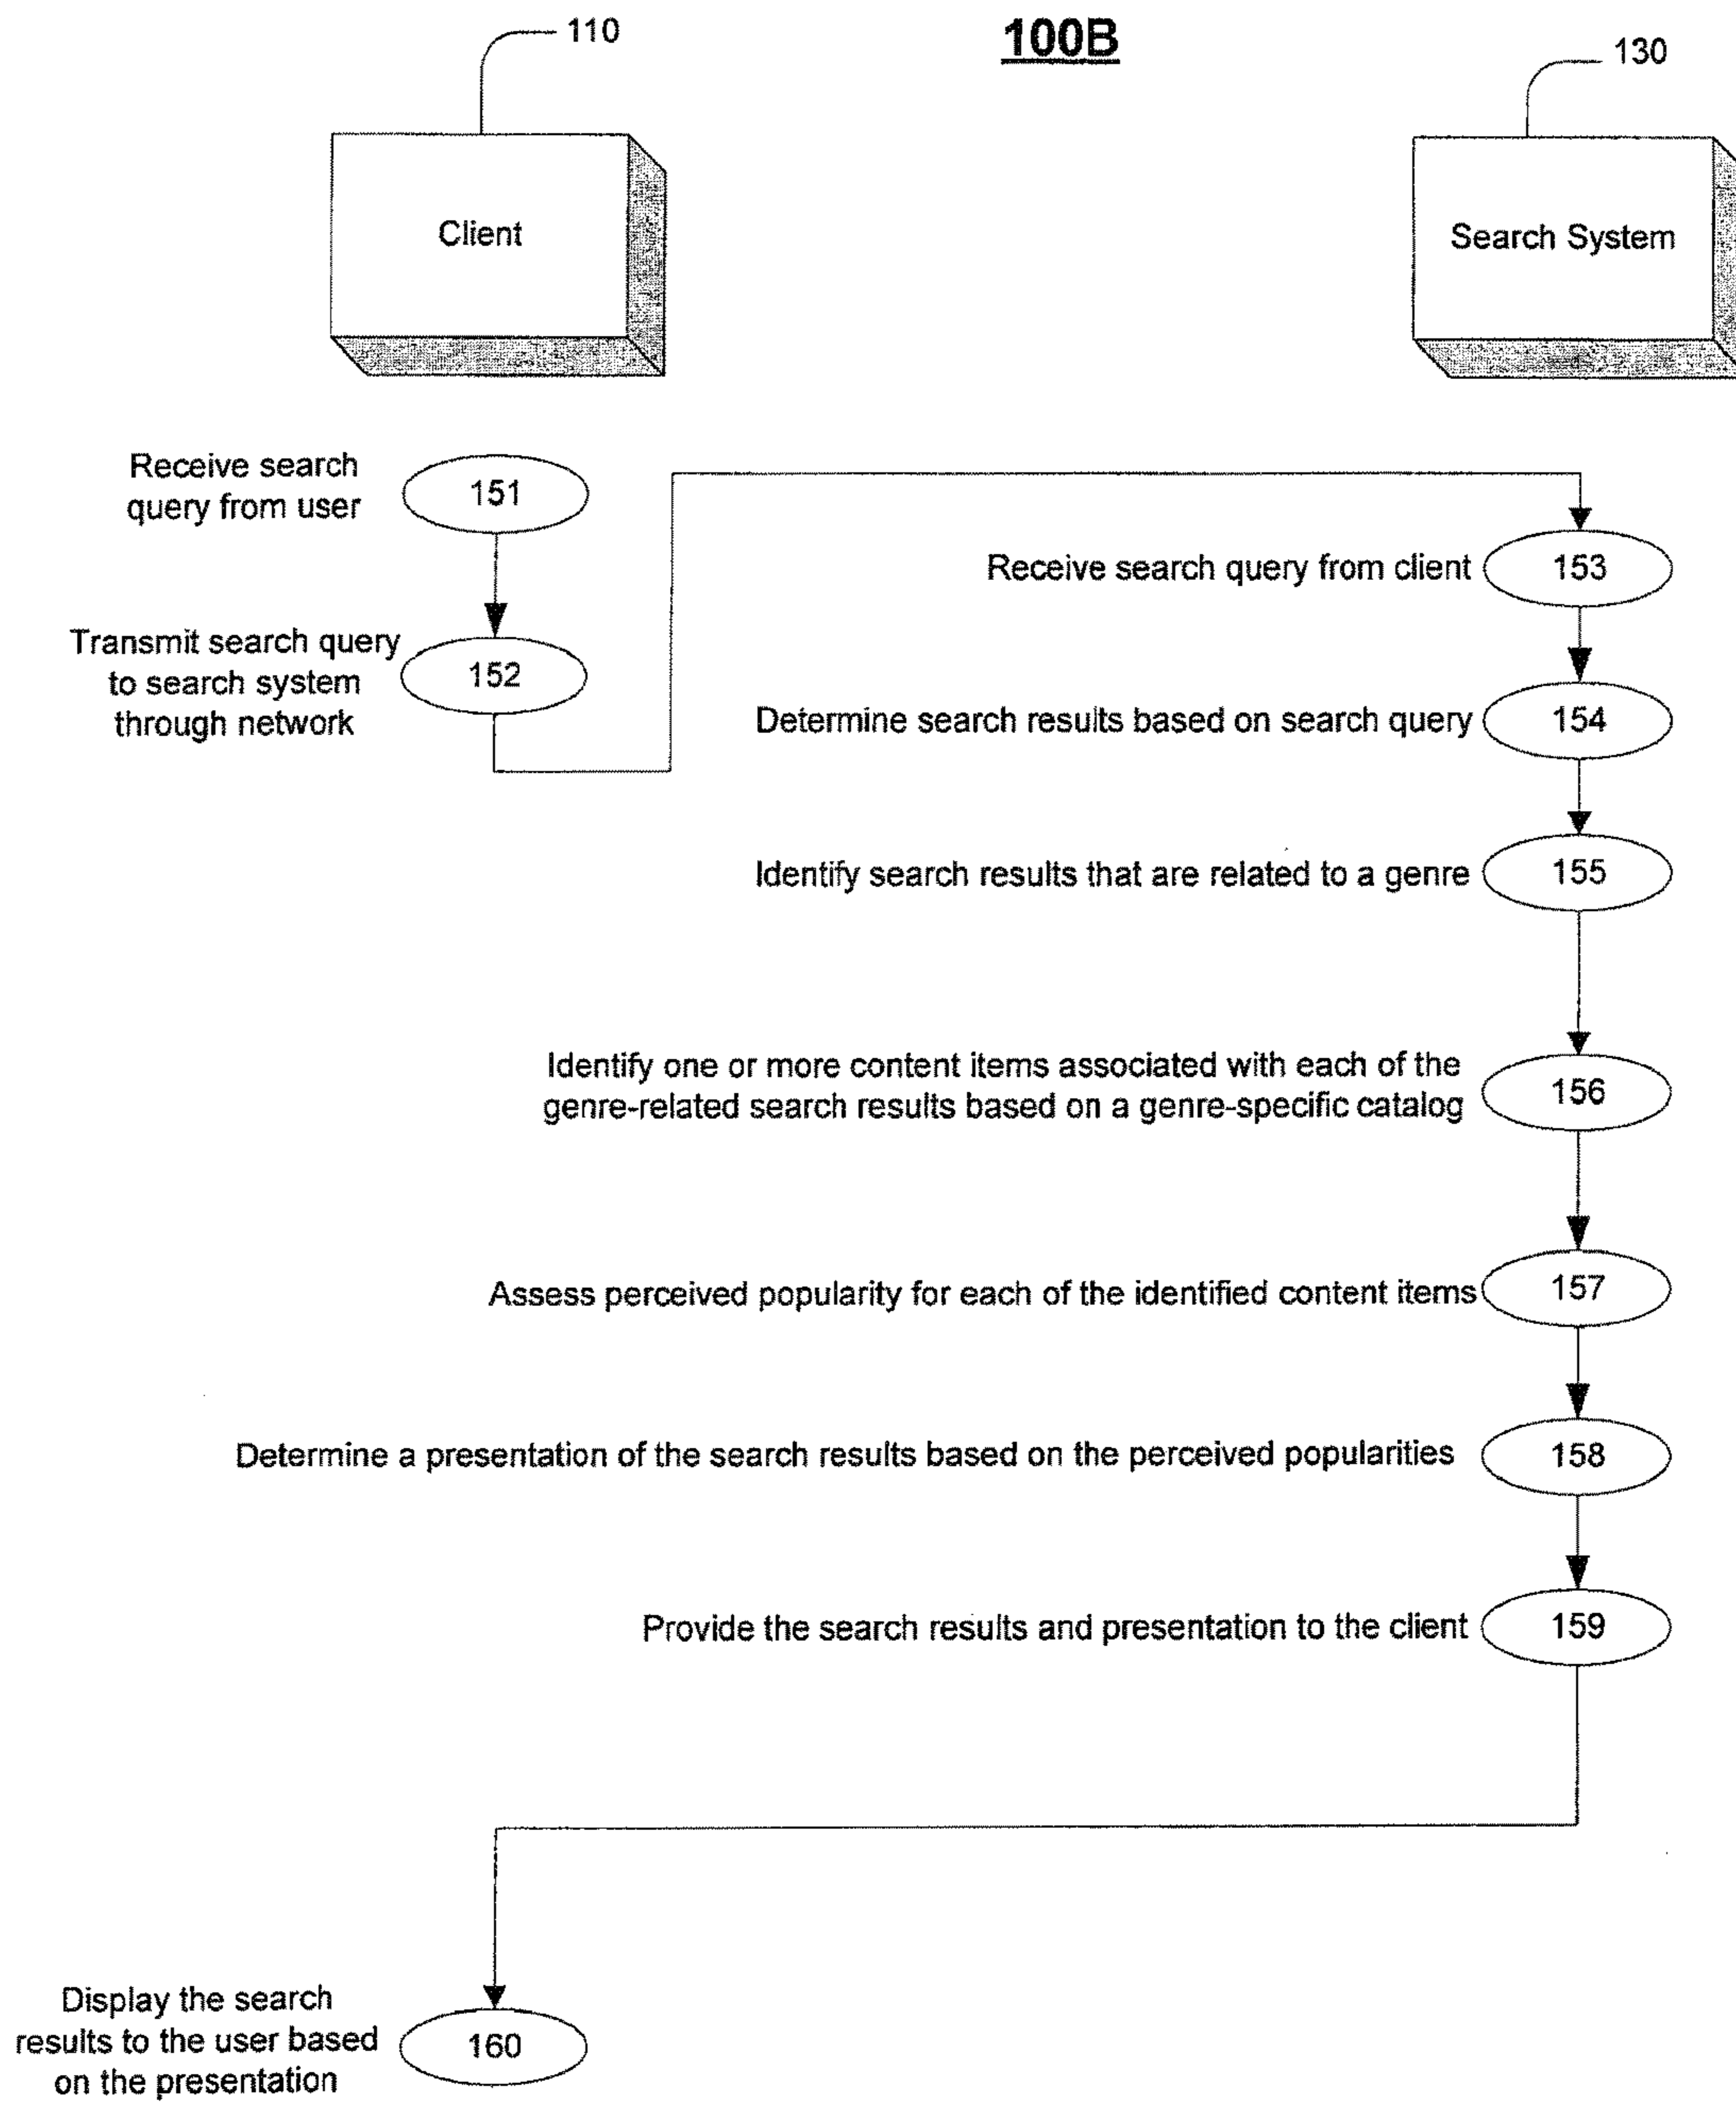 110
100B
130
Client
Search System
Receive search
query from user
151
153
Receive search query from client
Transmit search query
to search system
through network
152
Determine search results based on search query
154
Identify search results that are related to a genre
155
Identify one or more content items associated with each of the
genre-related search results based on a genre-specific catalog
156
Assess perceived popularity for each of the identified content items
157
Determine a presentation of the search results based on the perceived popularities
158
Provide the search results and presentation to the client
159
Display the search
results to the user based
on the presentation
160